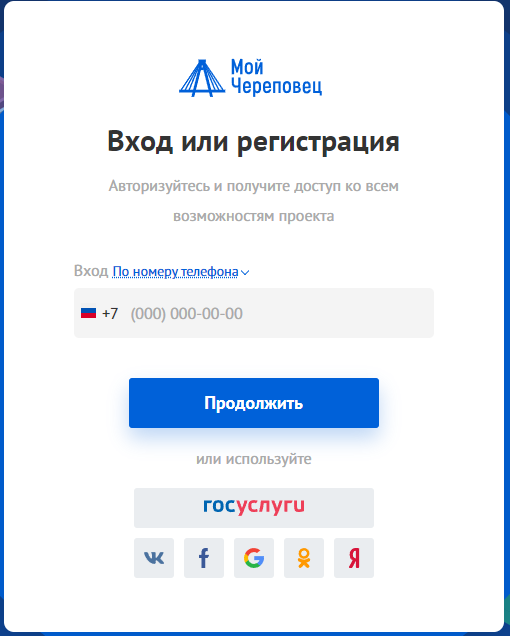 Мой
Череповец
Вход или регистрация
Авторизуйтесь и получите доступ ко всем
возможностям проекта
Вход По номеру телефона
+7 (000) 000-00-00
Продолжить
или используйте
госуслуги